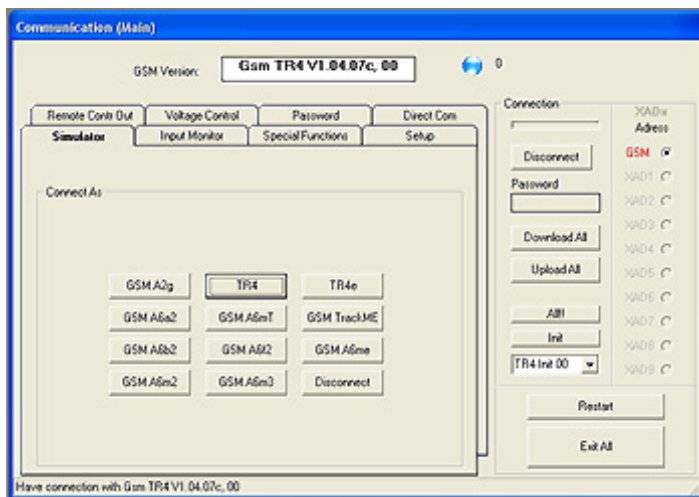 Communication (Main)
GSM Version: Gsm TR4 V1.04.07c, 00 0
Remote Contr Out Voltage Control Password Direct Com
Simulator Input Monitor Special Functions Setup
Connect As
GSM A2g TR4 TR4e
GSM A6a2 GSM A6mT GSM TrackME
GSM A6b2 GSM A6t2 GSM A6me
GSM A6m2 GSM A6m3 Disconnect
Connection
Disconnect
Password
Download All
Upload All
Init
TR4 Init 00
XADx
Adress
GSM
XAD1
XAD2
XAD3
XAD4
XAD5
XAD6
XAD7
XAD8
XAD9
Restart
Exit All
Have connection with Gsm TR4 V1.04.07c, 00